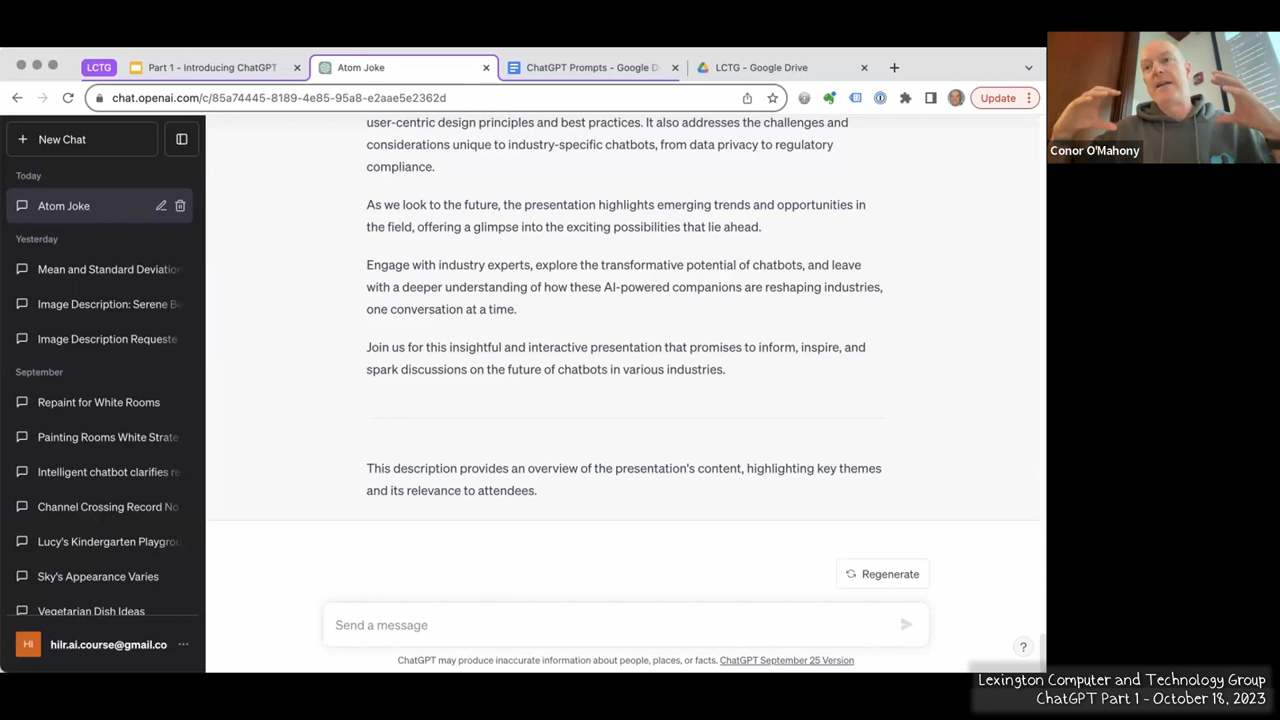 LCTG
Part 1 - Introducing ChatGPT
Atom Joke
ChatGPT Prompts - Google D
LCTG - Google Drive
chat.openai.com/c/85a74445-8189-4e85-95a8-e2aae5e2362d
Update
New Chat
Today
Atom Joke
Yesterday
Mean and Standard Deviation
Image Description: Serene Be
Image Description Requeste
September
Repaint for White Rooms
Painting Rooms White Strate
Intelligent chatbot clarifies re
Channel Crossing Record No
Lucy's Kindergarten Playgrou
Sky's Appearance Varies
Vegetarian Dish Ideas
HI
hilr.ai.course@gmail.co
user-centric design principles and best practices. It also addresses the challenges and
considerations unique to industry-specific chatbots, from data privacy to regulatory
compliance.
As we look to the future, the presentation highlights emerging trends and opportunities in
the field, offering a glimpse into the exciting possibilities that lie ahead.
Engage with industry experts, explore the transformative potential of chatbots, and leave
with a deeper understanding of how these AI-powered companions are reshaping industries,
one conversation at a time.
Join us for this insightful and interactive presentation that promises to inform, inspire, and
spark discussions on the future of chatbots in various industries.
This description provides an overview of the presentation's content, highlighting key themes
and its relevance to attendees.
Regenerate
Send a message
ChatGPT may produce inaccurate information about people, places, or facts. ChatGPT September 25 Version
?
Conor O'Mahony
Lexington Computer and Technology Group
ChatGPT Part 1 - October 18, 2023